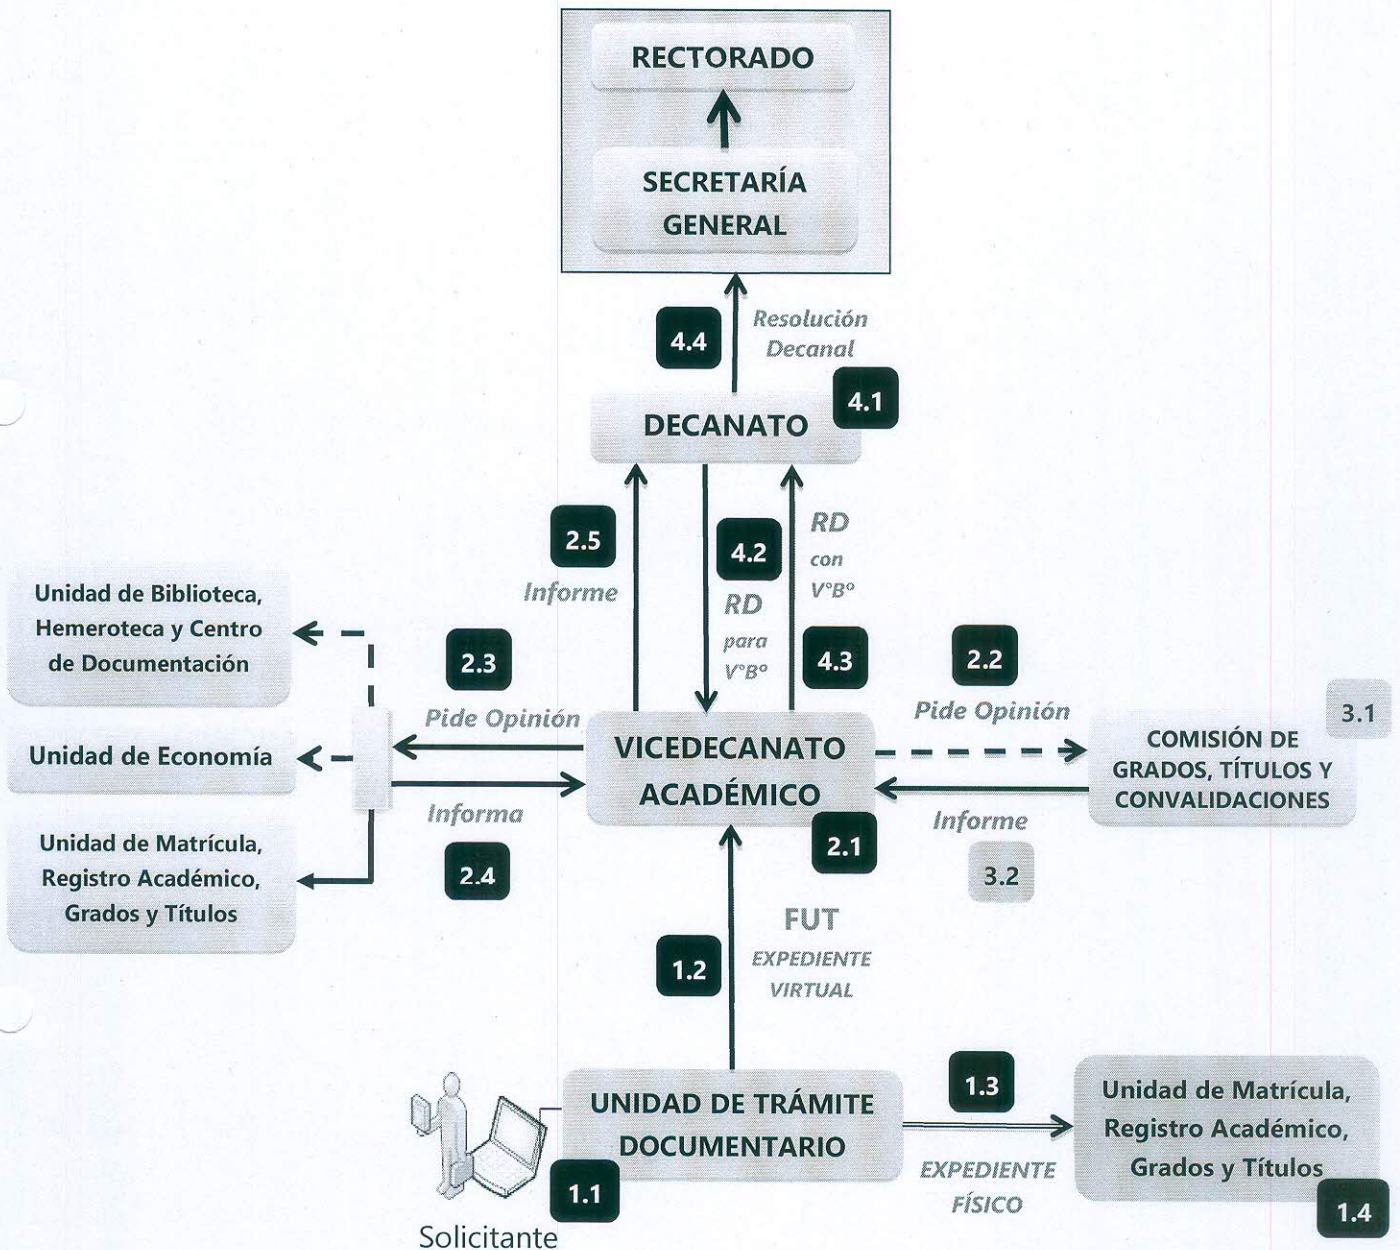 RECTORADO
SECRETARÍA
GENERAL
4.4
Resolución
Decanal
4.1
DECANATO
2.5
Informe
4.2
RD
para
V°B°
RD
con
V°B°
4.3
Unidad de Biblioteca,
Hemeroteca y Centro
de Documentación
Unidad de Economía
Unidad de Matrícula,
Registro Académico,
Grados y Títulos
2.3
Pide Opinión
Informa
2.4
VICEDECANATO
ACADÉMICO
2.1
2.2
Pide Opinión
Informe
3.2
3.1
COMISIÓN DE
GRADOS, TÍTULOS Y
CONVALIDACIONES
1.2
FUT
EXPEDIENTE
VIRTUAL
Solicitante
1.1
UNIDAD DE TRÁMITE
DOCUMENTARIO
1.3
EXPEDIENTE
FÍSICO
Unidad de Matrícula,
Registro Académico,
Grados y Títulos
1.4